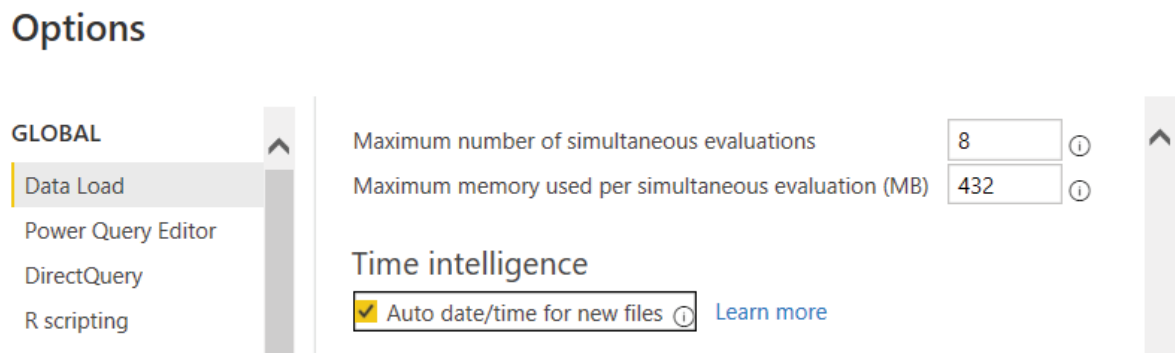 Options
GLOBAL
Data Load
Power Query Editor
DirectQuery
R scripting
Maximum number of simultaneous evaluations 8
Maximum memory used per simultaneous evaluation (MB) 432
Time intelligence
Auto date/time for new files Learn more